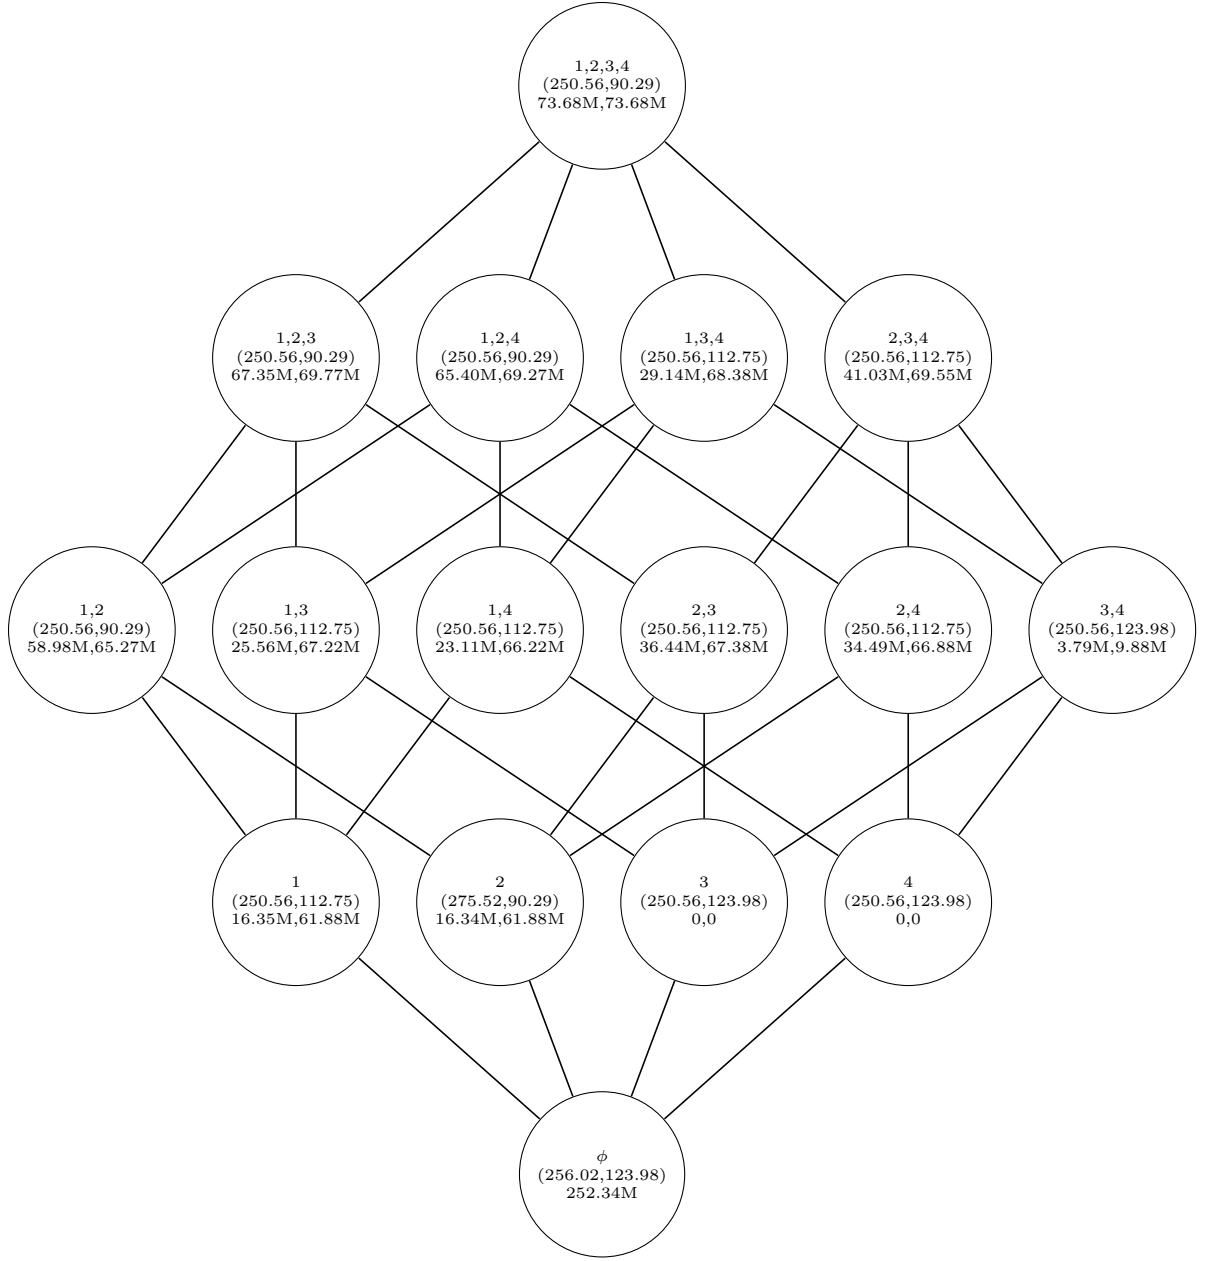 1,2,3,4
(250.56,90.29)
73.68M,73.68M
1,2,3
(250.56,90.29)
67.35M,69.77M
1,2,4
(250.56,90.29)
65.40M,69.27M
1,3,4
(250.56,112.75)
29.14M,68.38M
2,3,4
(250.56,112.75)
41.03M,69.55M
1,2
(250.56,90.29)
58.98M,65.27M
1,3
(250.56,112.75)
25.56M,67.22M
1,4
(250.56,112.75)
23.11M,66.22M
2,3
(250.56,112.75)
36.44M,67.38M
2,4
(250.56,112.75)
34.49M,66.88M
3,4
(250.56,123.98)
3.79M,9.88M
1
(250.56,112.75)
16.35M,61.88M
2
(275.52,90.29)
16.34M,61.88M
3
(250.56,123.98)
0,0
4
(250.56,123.98)
0,0
ϕ
(256.02,123.98)
252.34M